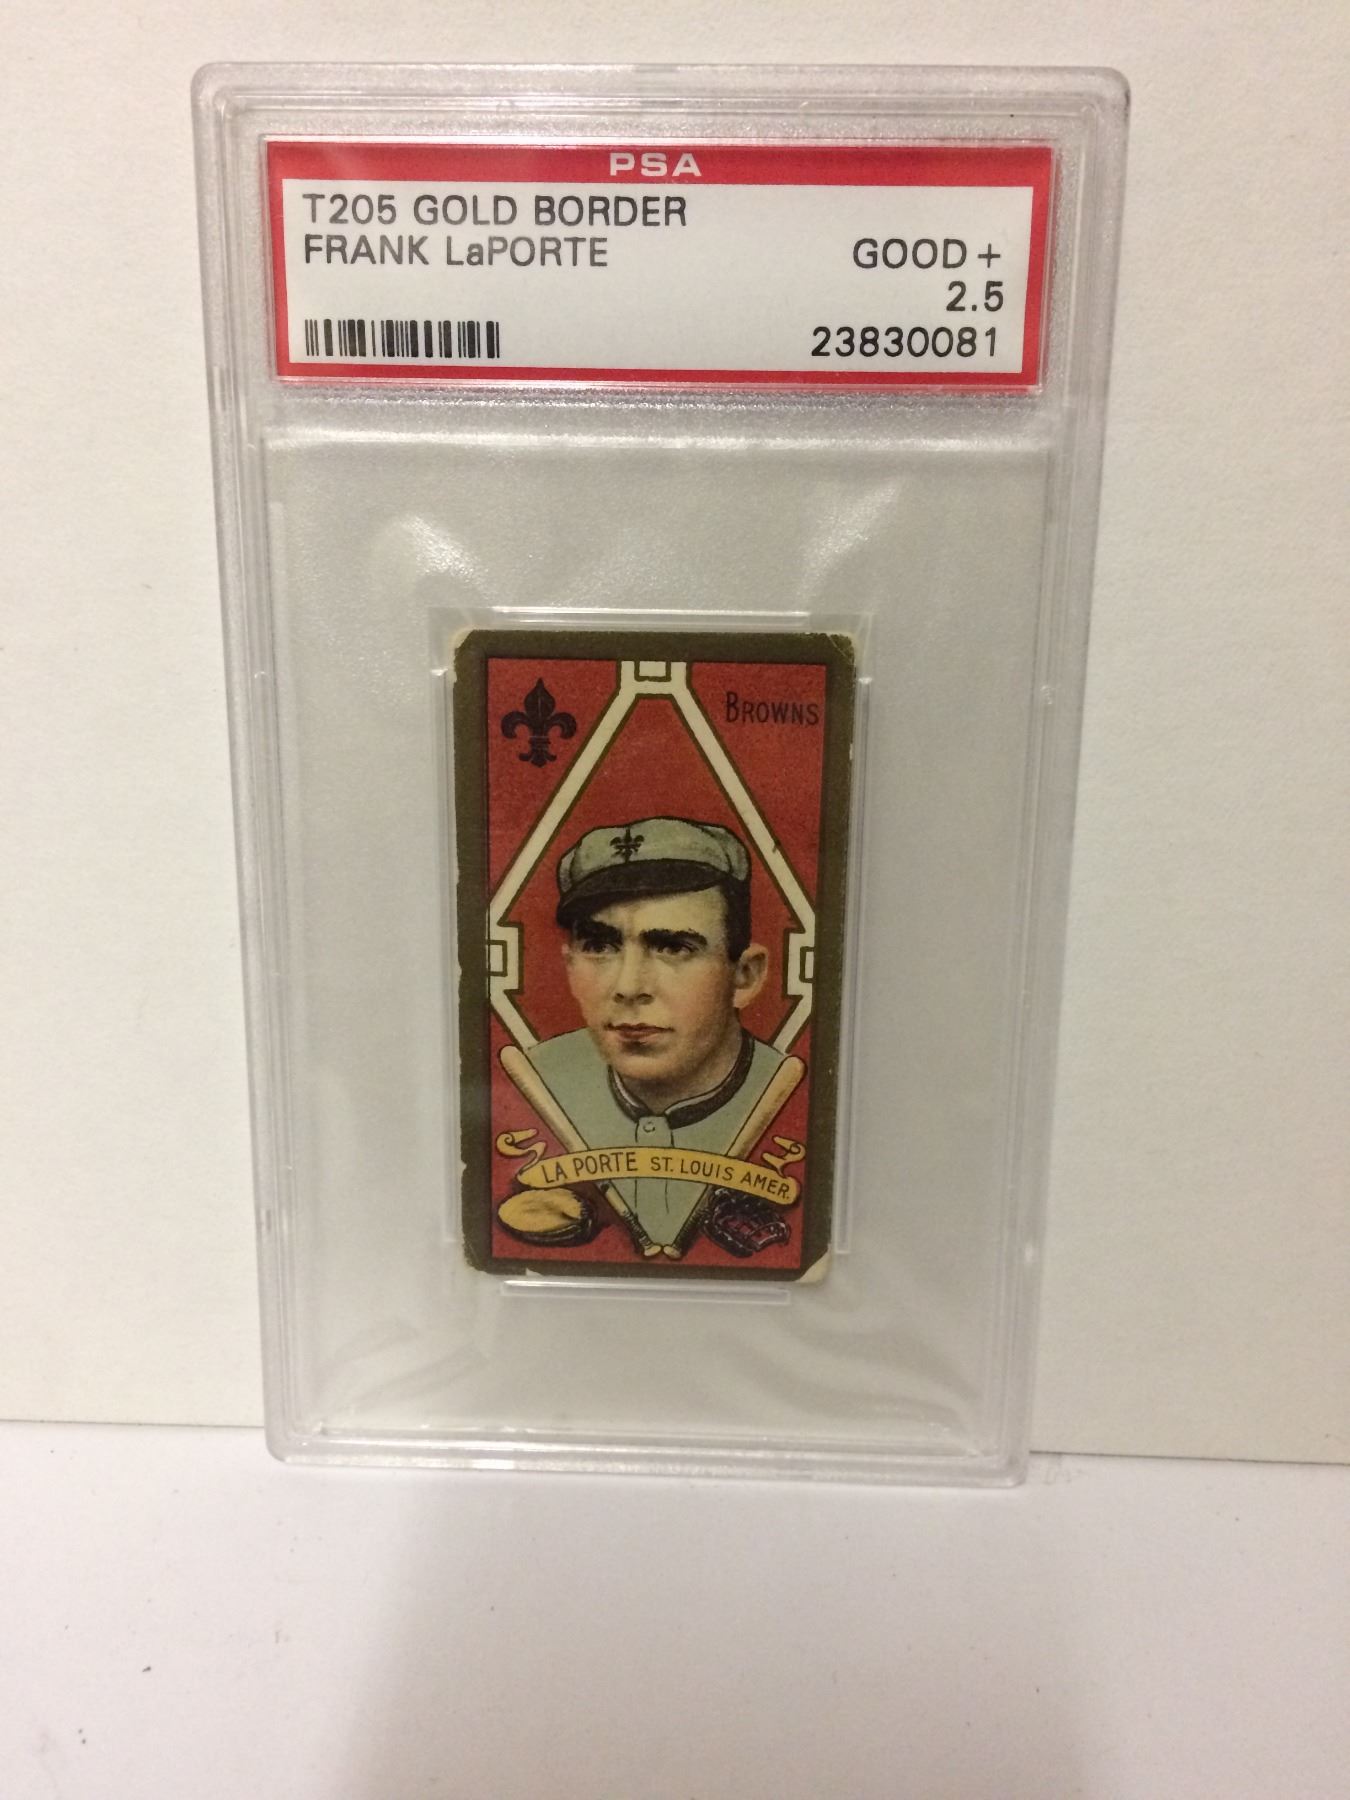 PSA
T205 GOLD BORDER
FRANK LaPORTE
GOOD +
2.5
23830081
BROWNS
LA PORTE ST. LOUIS AMER.